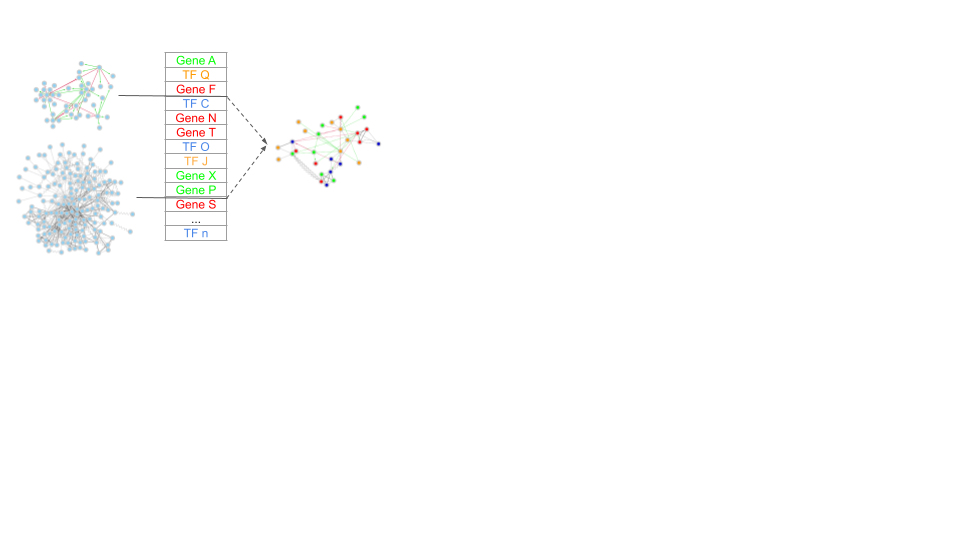 Gene A
TF Q
Gene F
TF C
Gene N
Gene T
TF O
TF J
Gene X
Gene P
Gene S
...
TF n